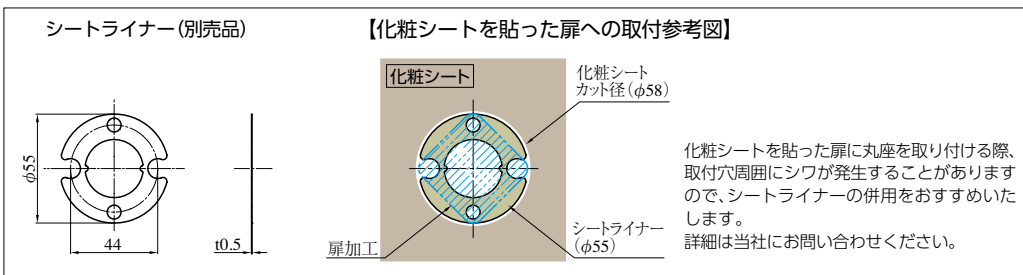 シートライナー（別売品）
【化粧シートを貼った扉への取付参考図】
φ55
44
t0.5
化粧シート
化粧シート
カット径（φ58）
扉加工
シートライナー
（φ55）
化粧シートを貼った扉に丸座を取り付ける際、
取付穴周囲にシワが発生することがあります
ので、シートライナーの併用をおすすめいた
します。
詳細は当社にお問い合わせください。